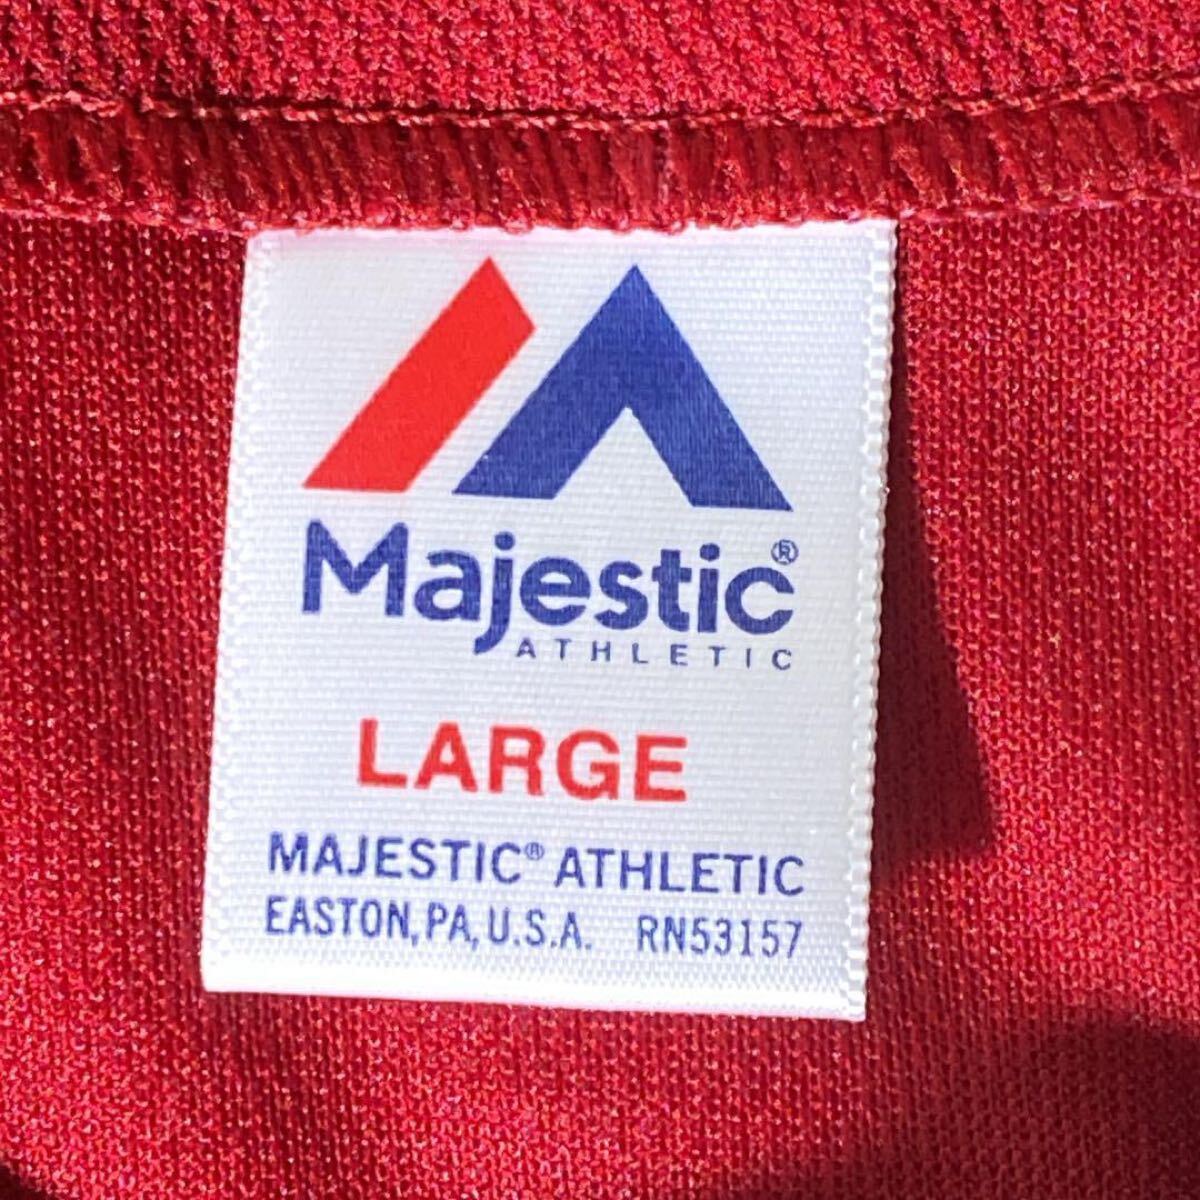 Majestic®
ATHLETIC
LARGE
MAJESTIC® ATHLETIC
EASTON, PA, U.S.A. RN53157